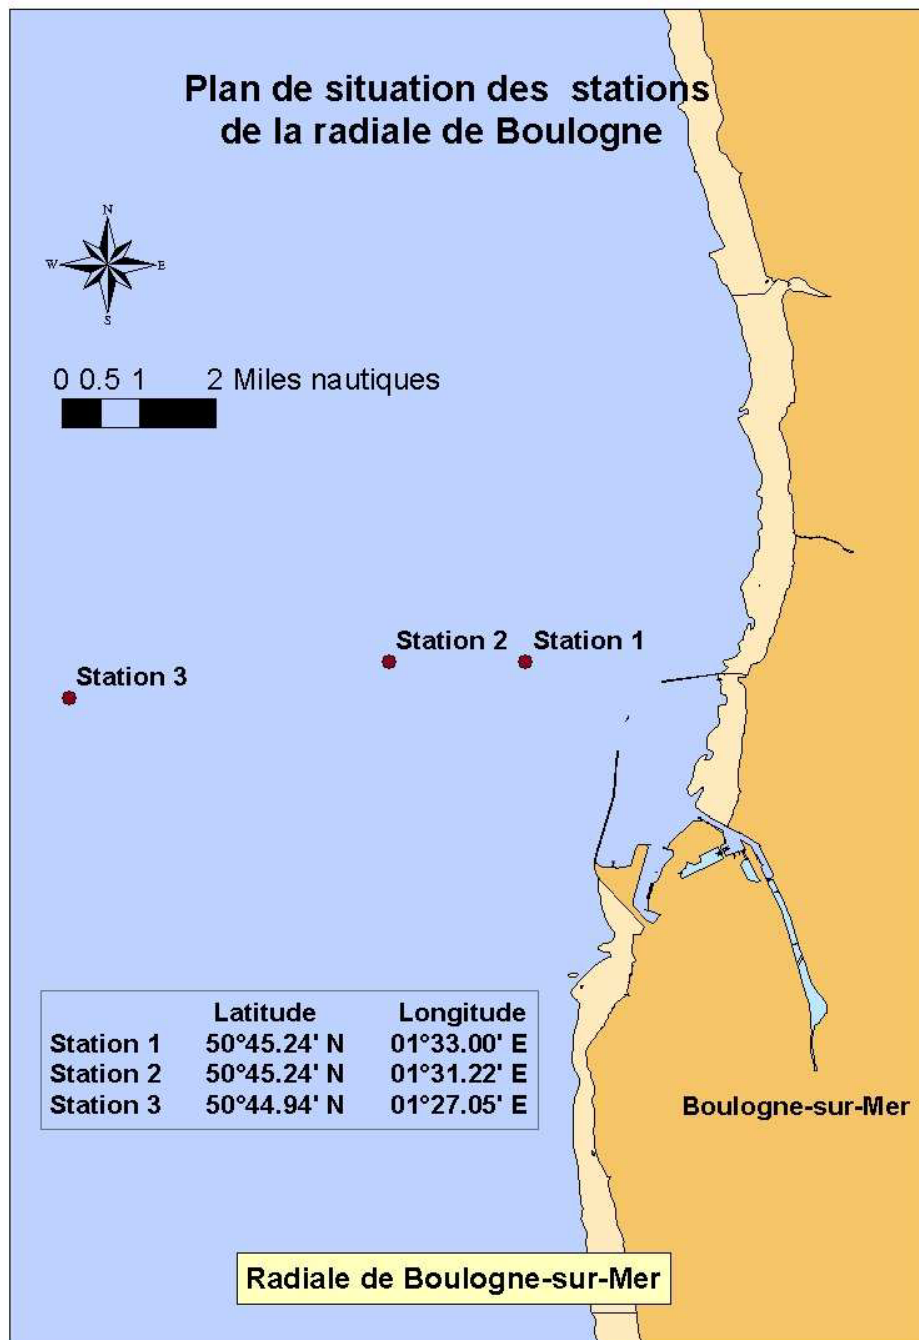 Plan de situation des stations
de la radiale de Boulogne
N
W E
S
0 0.5 1 2 Miles nautiques
Station 2 Station 1
Station 3
Latitude Longitude
Station 1 50°45.24' N 01°33.00' E
Station 2 50°45.24' N 01°31.22' E
Station 3 50°44.94' N 01°27.05' E
Boulogne-sur-Mer
Radiale de Boulogne-sur-Mer